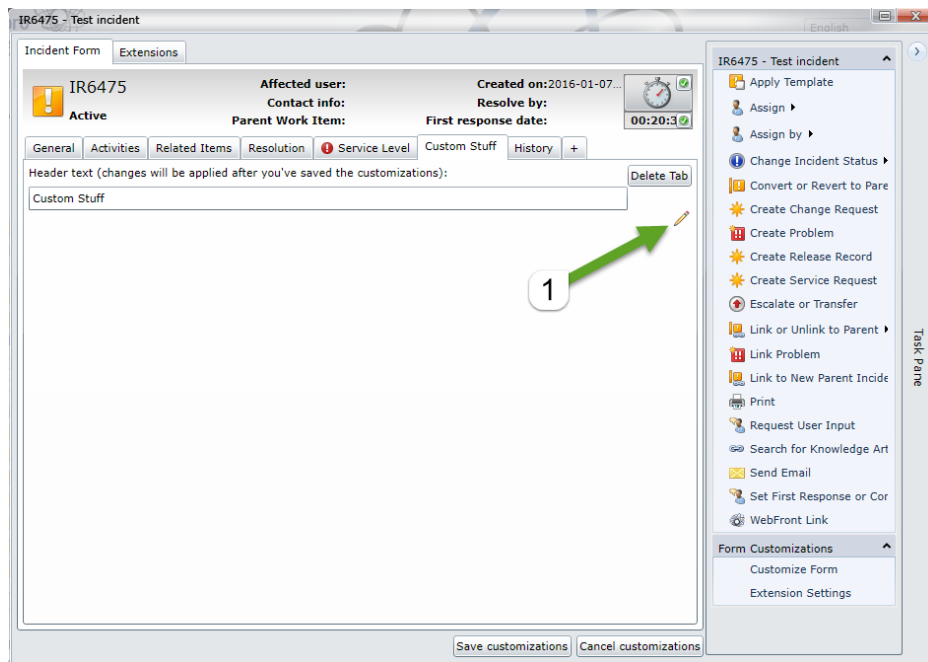 IR6475 - Test incident
English
Incident Form
Extensions
IR6475
Active
Affected user:
Contact info:
Parent Work Item:
Created on:2016-01-07...
Resolve by:
First response date:
00:20:3
General
Activities
Related Items
Resolution
Service Level
Custom Stuff
History
+
Header text (changes will be applied after you've saved the customizations):
Delete Tab
Custom Stuff
1
Save customizations
Cancel customizations
IR6475 - Test incident
Apply Template
Assign
Assign by
Change Incident Status
Convert or Revert to Pare
Create Change Request
Create Problem
Create Release Record
Create Service Request
Escalate or Transfer
Link or Unlink to Parent
Link Problem
Link to New Parent Incide
Print
Request User Input
Search for Knowledge Art
Send Email
Set First Response or Cor
WebFront Link
Form Customizations
Customize Form
Extension Settings
Task Pane